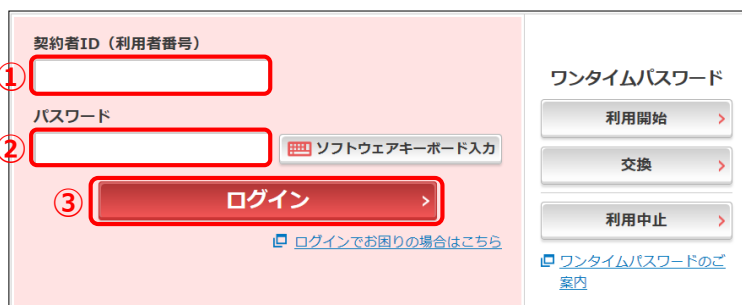 契約者ID（利用者番号）
①
パスワード
②
ソフトウェアキーボード入力
③
ログイン
ログインでお困りの場合はこちら
ワンタイムパスワード
利用開始
交換
利用中止
ワンタイムパスワードのご
案内